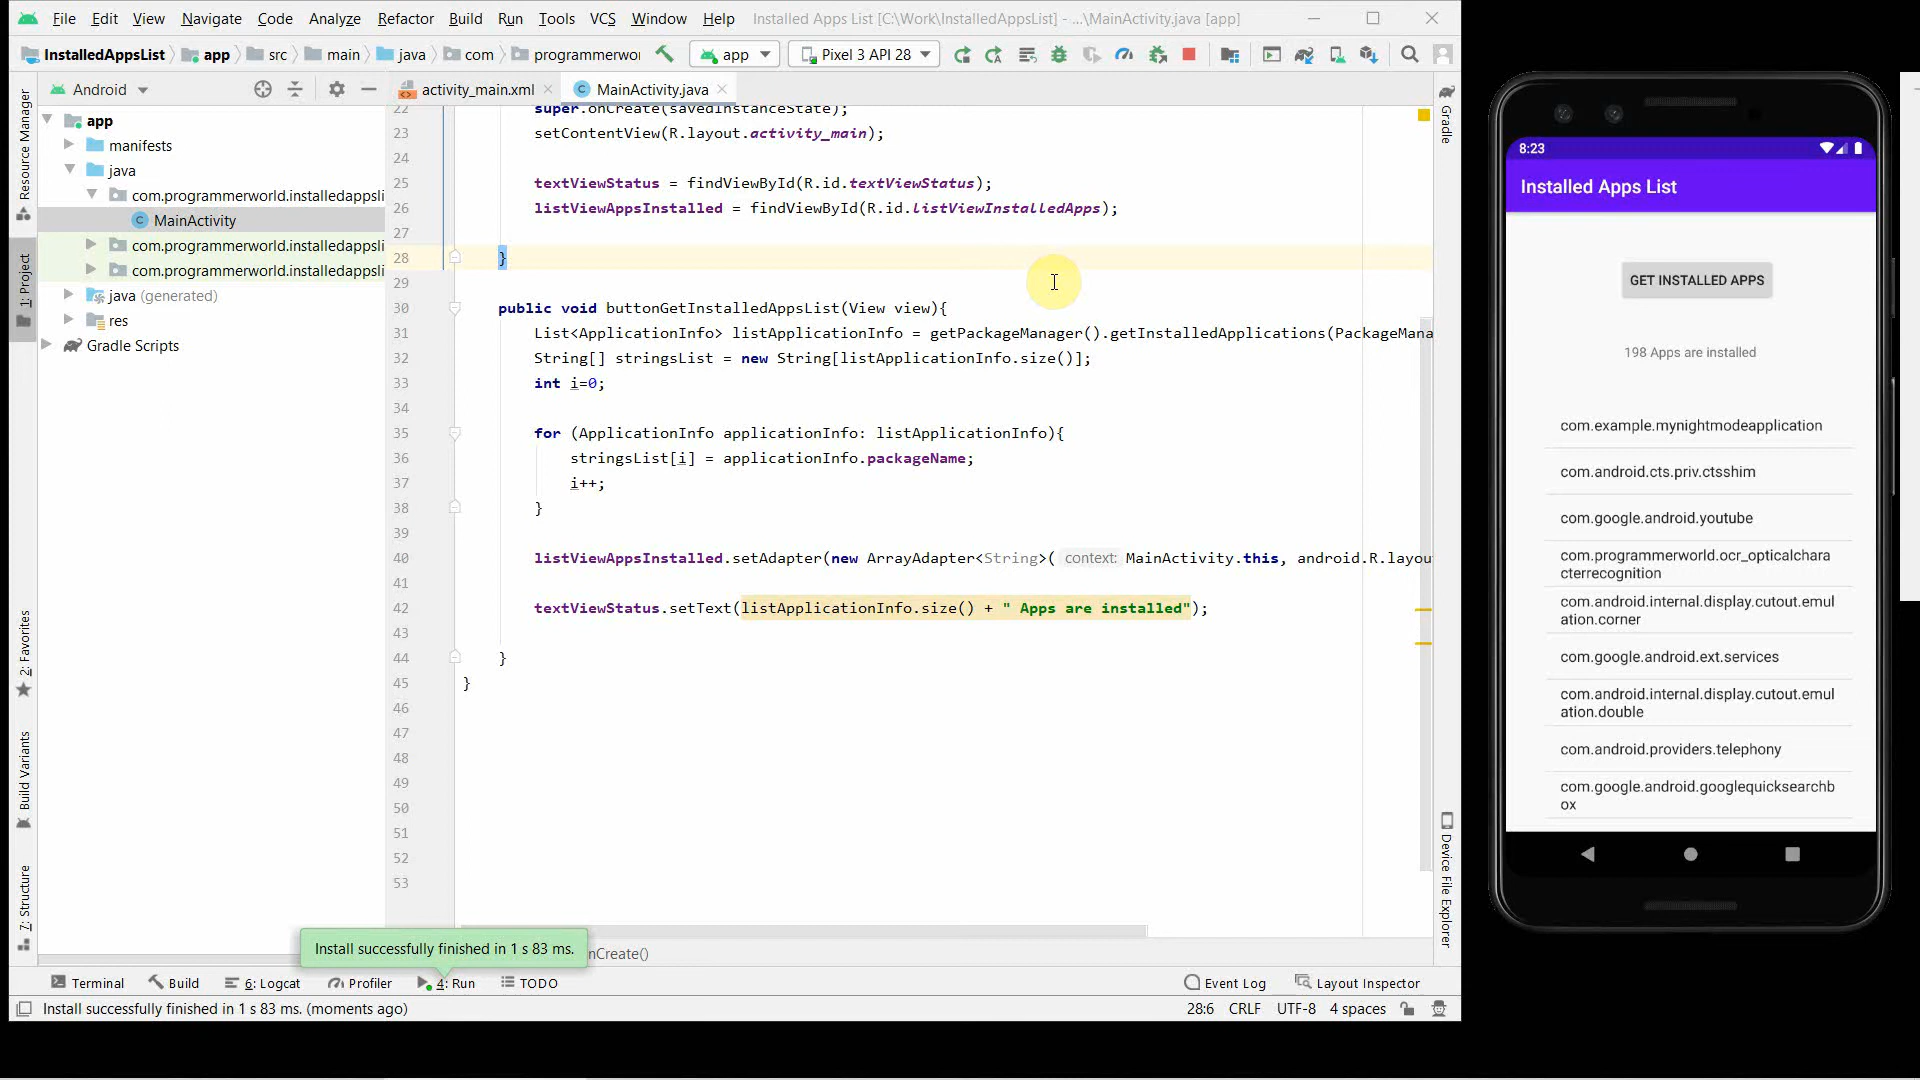 File Edit View Navigate Code Analyze Refactor Build Run Tools VCS Window Help Installed Apps List [C:\Work\InstalledAppsList] - ...\MainActivity.java [app]
InstalledAppsList app src main java com programmerwor app Pixel 3 API 28
Android
activity_main.xml MainActivity.java
Resource Manager
1: Project
2: Favorites
Build Variants
7: Structure
app
manifests
java
com.programmerworld.installedappsli
MainActivity
com.programmerworld.installedappsli
com.programmerworld.installedappsli
java (generated)
res
Gradle Scripts
22 super.onCreate(savedInstanceState);
23 setContentView(R.layout.activity_main);
24
25 textViewStatus = findViewById(R.id.textViewStatus);
26 listViewAppsInstalled = findViewById(R.id.listViewInstalledApps);
27
28 }
29
30 public void buttonGetInstalledAppsList(View view){
31 List<ApplicationInfo> listApplicationInfo = getPackageManager().getInstalledApplications(PackageMana
32 String[] stringsList = new String[listApplicationInfo.size()];
33 int i=0;
34
35 for (ApplicationInfo applicationInfo: listApplicationInfo){
36 stringsList[i] = applicationInfo.packageName;
37 i++;
38 }
39
40 listViewAppsInstalled.setAdapter(new ArrayAdapter<String>( context: MainActivity.this, android.R.layou
41
42 textViewStatus.setText(listApplicationInfo.size() + " Apps are installed");
43
44 }
45 }
46
47
48
49
50
51
52
53
Gradle
Device File Explorer
Install successfully finished in 1 s 83 ms.
nCreate()
Terminal Build 6: Logcat Profiler 4: Run TODO Event Log Layout Inspector
Install successfully finished in 1 s 83 ms. (moments ago) 28:6 CRLF UTF-8 4 spaces
8:23
Installed Apps List
GET INSTALLED APPS
198 Apps are installed
com.example.mynightmodeapplication
com.android.cts.priv.ctsshim
com.google.android.youtube
com.programmerworld.ocr_opticalchara
cterrecognition
com.android.internal.display.cutout.emul
ation.corner
com.google.android.ext.services
com.android.internal.display.cutout.emul
ation.double
com.android.providers.telephony
com.google.android.googlequicksearchb
ox